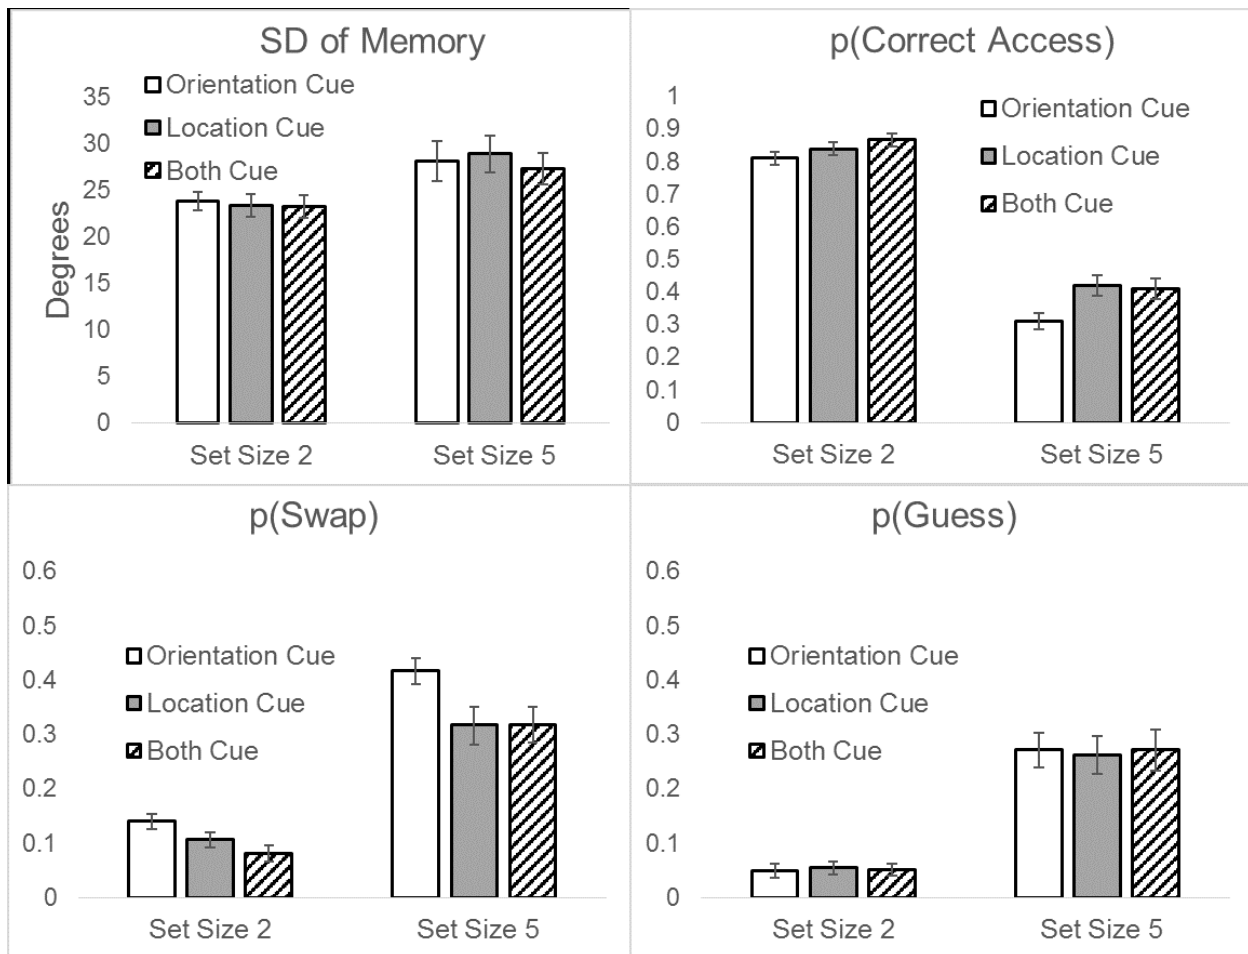 SD of Memory
Orientation Cue
Location Cue
Both Cue
Degrees
35
30
25
20
15
10
5
0
Set Size 2
Set Size 5
p(Correct Access)
Orientation Cue
Location Cue
Both Cue
1
0.9
0.8
0.7
0.6
0.5
0.4
0.3
0.2
0.1
0
Set Size 2
Set Size 5
p(Swap)
Orientation Cue
Location Cue
Both Cue
0.6
0.5
0.4
0.3
0.2
0.1
0
Set Size 2
Set Size 5
p(Guess)
Orientation Cue
Location Cue
Both Cue
0.6
0.5
0.4
0.3
0.2
0.1
0
Set Size 2
Set Size 5